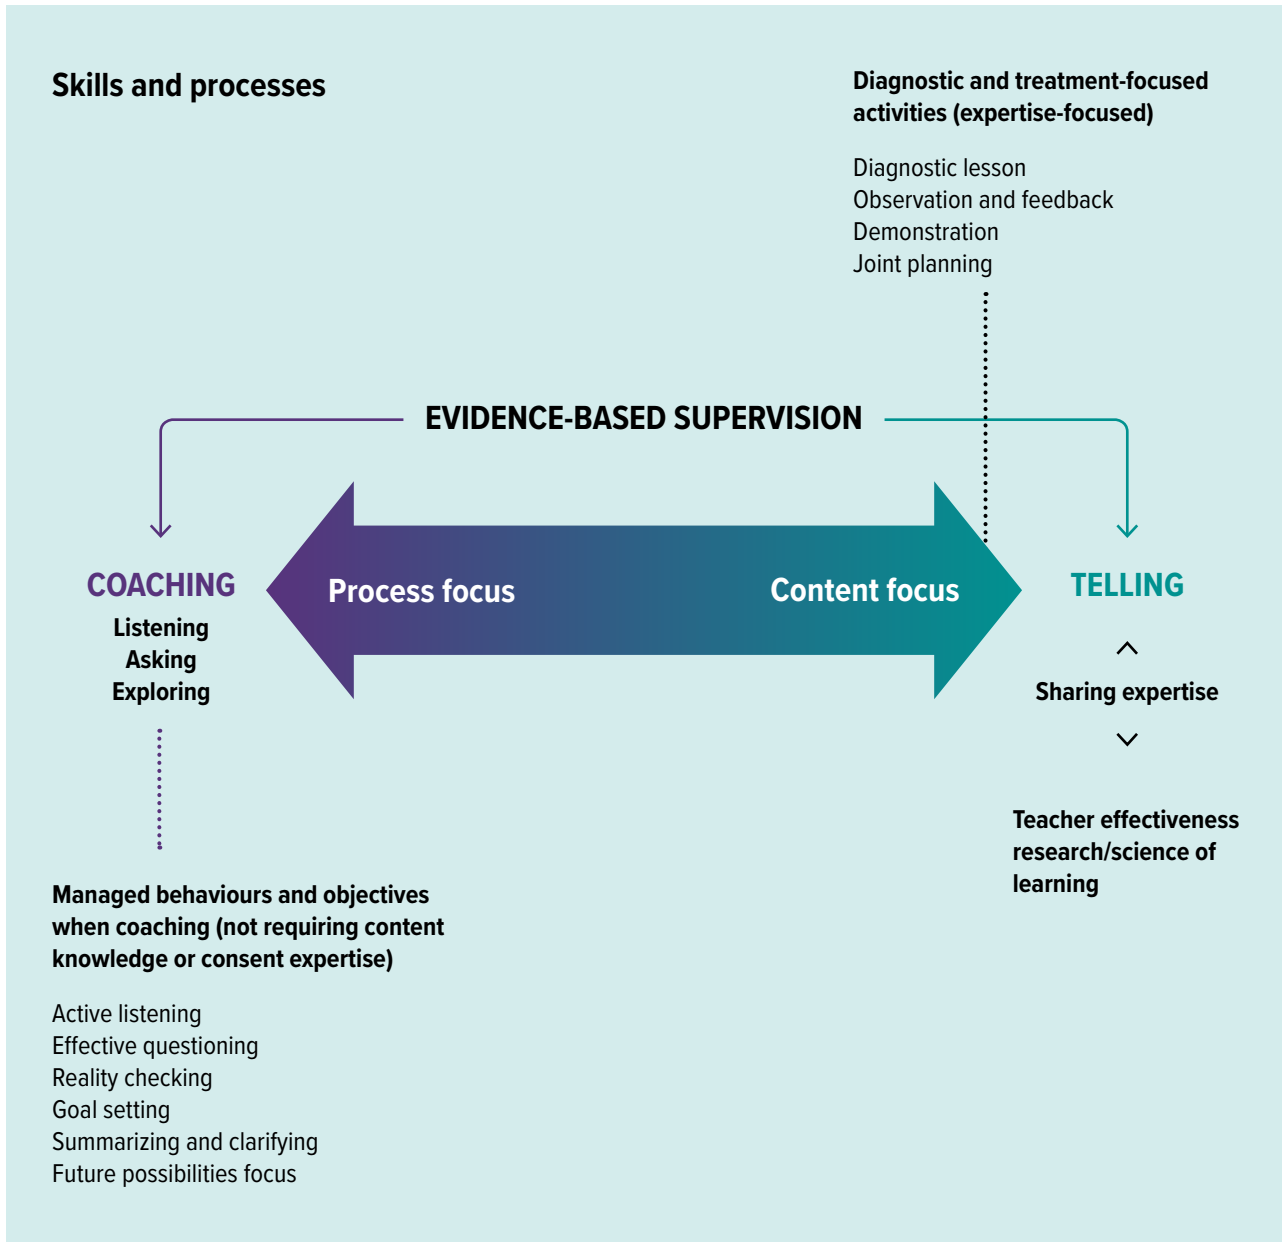 Skills and processes
Diagnostic and treatment-focused
activities (expertise-focused)
Diagnostic lesson
Observation and feedback
Demonstration
Joint planning
EVIDENCE-BASED SUPERVISION
COACHING
Listening
Asking
Exploring
Process focus
Content focus
TELLING
Sharing expertise
Teacher effectiveness
research/science of
learning
Managed behaviours and objectives
when coaching (not requiring content
knowledge or consent expertise)
Active listening
Effective questioning
Reality checking
Goal setting
Summarizing and clarifying
Future possibilities focus